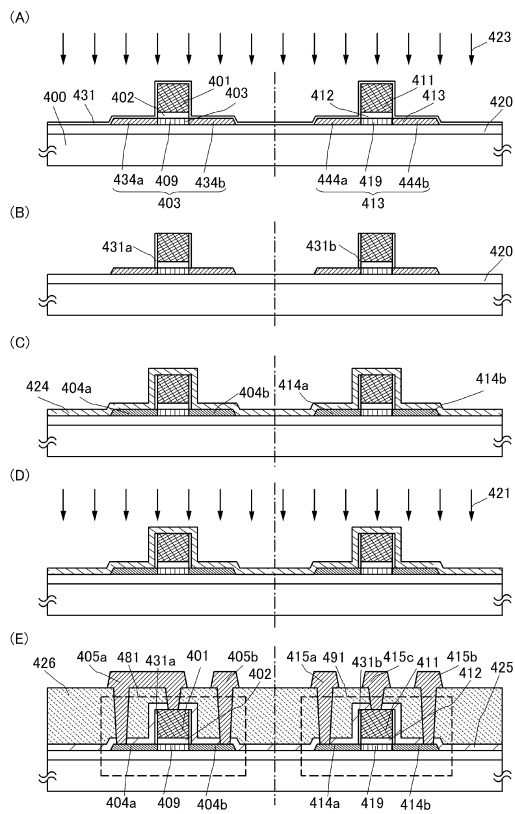 (A)
423
401
411
400 431 402 403 412 413 420
434a 409 434b 444a 419 444b
403 413
(B)
431a 431b 420
(C)
424 404a 404b 414a 414b
(D)
421
(E)
405a 481 431a 401 405b 415a 491 431b 415c 411 415b
426 402 412 425
404a 409 404b 414a 419 414b